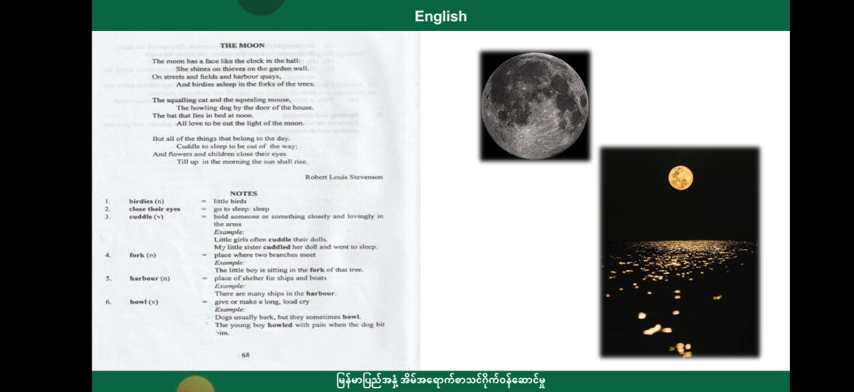 English
THE MOON
The moon has a face like the clock in the hall:
She shines on thieves on the garden wall.
On streets and fields and harbour quays,
And birdies asleep in the forks of the trees.
The squalling cat and the squeaking mouse,
The howling dog by the door of the house.
The bat that lies in bed at noon.
All love to be out the light of the moon.
But all of the things that belong to the day.
Cuddle to sleep to be out of the way;
And flowers and children close their eyes
Till up in the morning the sun shall rise.
Robert Louis Stevenson
NOTES
1. birdies (n) = little birds
2. close their eyes = go to sleep: sleep
3. cuddle (v) = hold someone or something closely and lovingly in
the arms
Example:
Little girls often cuddle their dolls.
My little sister cuddled her doll and went to sleep.
4. fork (n) = place where two branches meet
Example:
The little boy is sitting in the fork of that tree.
5. harbour (n) = place of shelter for ships and boats
Example:
There are many ships in the harbour.
6. howl (v) = give or make a long, loud cry
Example:
Dogs usually bark, but they sometimes howl.
The young boy howled with pain when the dog bit
him.
68
မြန်မာပြည်အနှံ့ အိမ်အရောက်စာသင်ဂိုက်ဝန်ဆောင်မှု